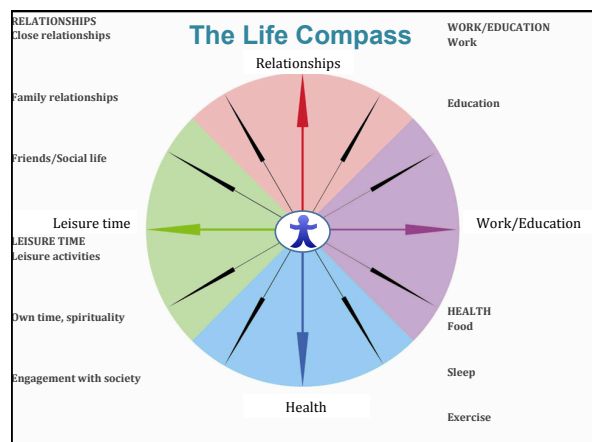 The Life Compass
RELATIONSHIPS
Close relationships
Family relationships
Friends/Social life
LEISURE TIME
Leisure activities
Own time, spirituality
Engagement with society
Relationships
Leisure time
Work/Education
Health
WORK/EDUCATION
Work
Education
HEALTH
Food
Sleep
Exercise